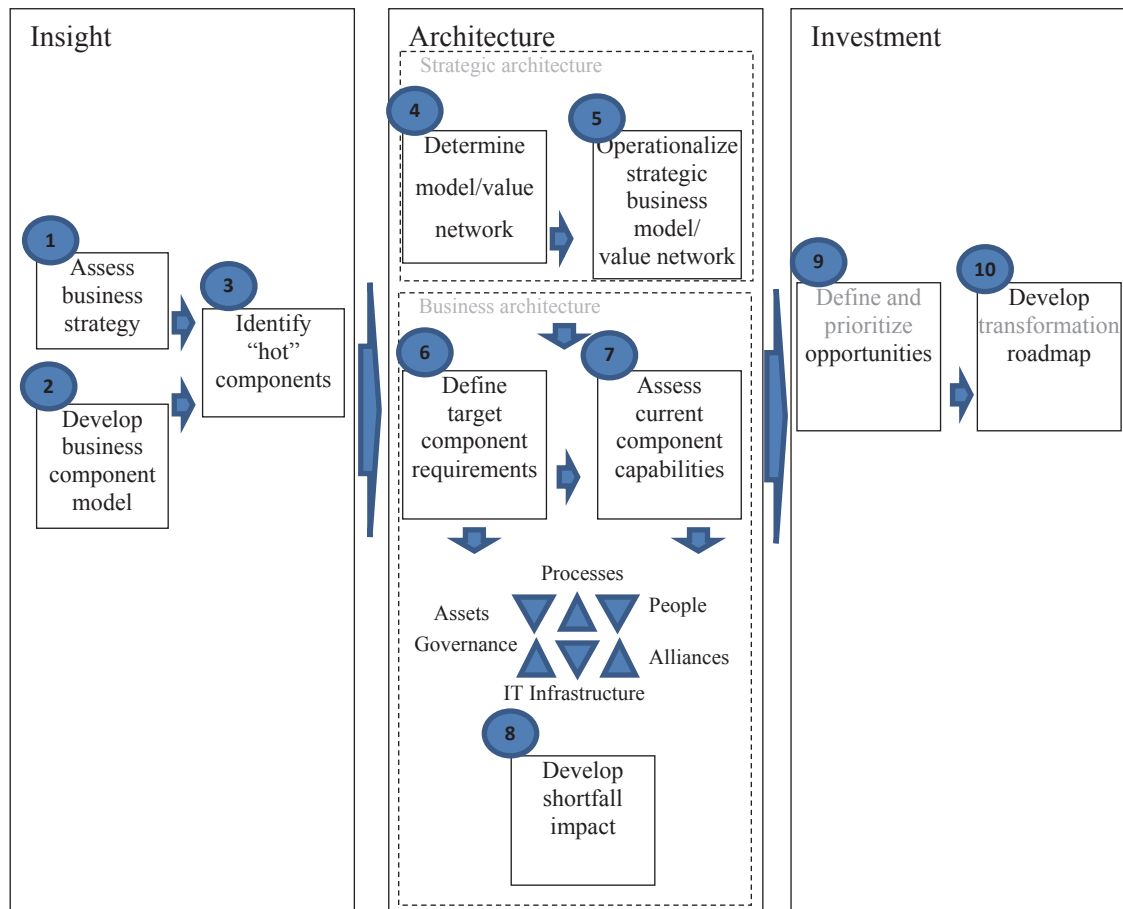 Insight
1
Assess
business
strategy
2
Develop
business
component
model
3
Identify
“hot”
components
Architecture
Strategic architecture
4
Determine
model/value
network
5
Operationalize
strategic
business
model/
value network
Business architecture
6
Define
target
component
requirements
7
Assess
current
component
capabilities
Processes
Assets
People
Governance
Alliances
IT Infrastructure
8
Develop
shortfall
impact
Investment
9
Define and
prioritize
opportunities
10
Develop
transformation
roadmap